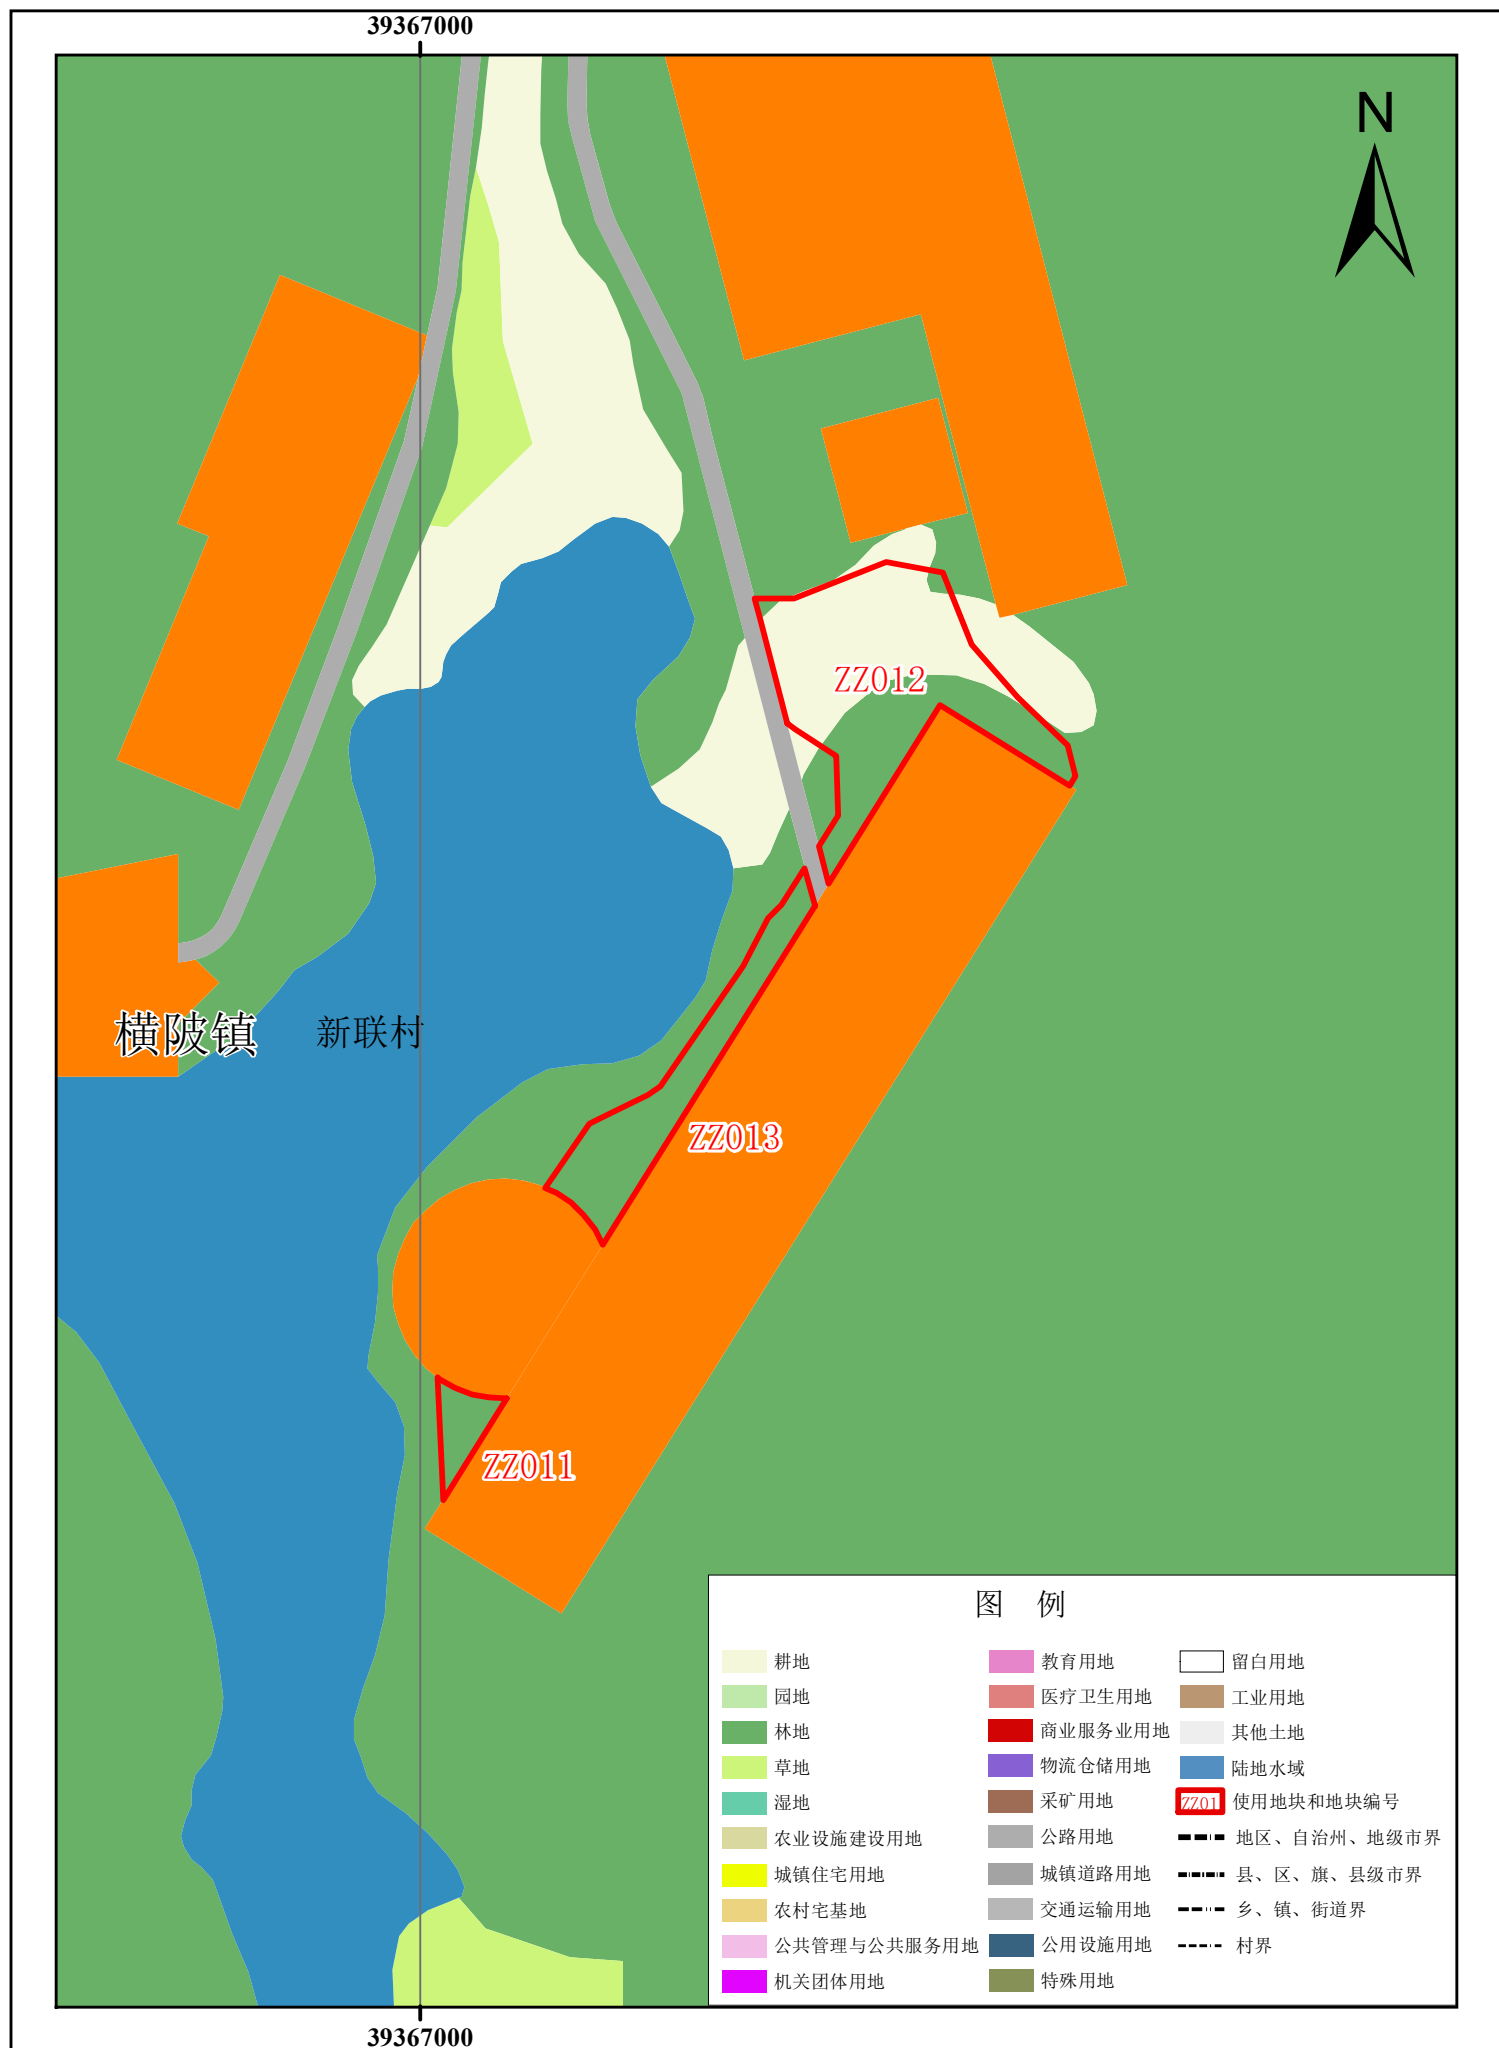 39367000
N
ZZ012
横陂镇 新联村
ZZ013
ZZ011
图 例
耕地 教育用地 留白用地
园地 医疗卫生用地 工业用地
林地 商业服务业用地 其他土地
草地 物流仓储用地 陆地水域
湿地 采矿用地 ZZ01 使用地块和地块编号
农业设施建设用地 公路用地 地区、自治州、地级市界
城镇住宅用地 城镇道路用地 县、区、旗、县级市界
农村宅基地 交通运输用地 乡、镇、街道界
公共管理与公共服务用地 公用设施用地 村界
机关团体用地 特殊用地
39367000